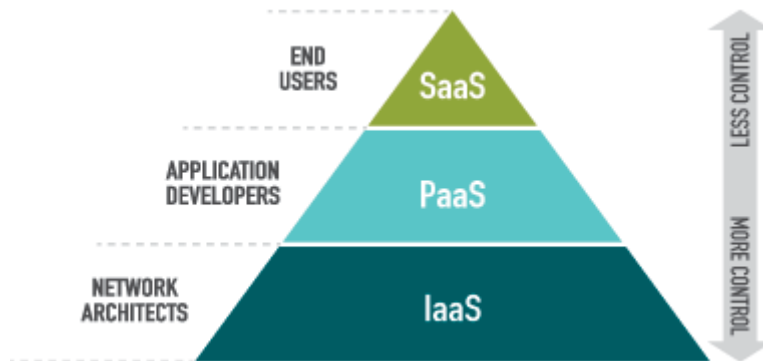 END
USERS
SaaS
LESS CONTROL
APPLICATION
DEVELOPERS
PaaS
MORE CONTROL
NETWORK
ARCHITECTS
IaaS